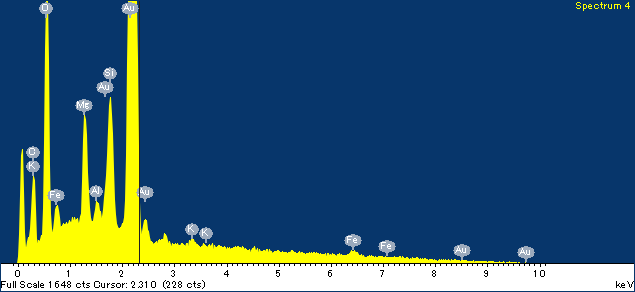 Spectrum 4
O Au
Si
Au
Mg
C
K
Fe Al Au
K K
Fe Fe Au Au
0 1 2 3 4 5 6 7 8 9 10
Full Scale 1648 cts Cursor: 2.310 (228 cts) keV